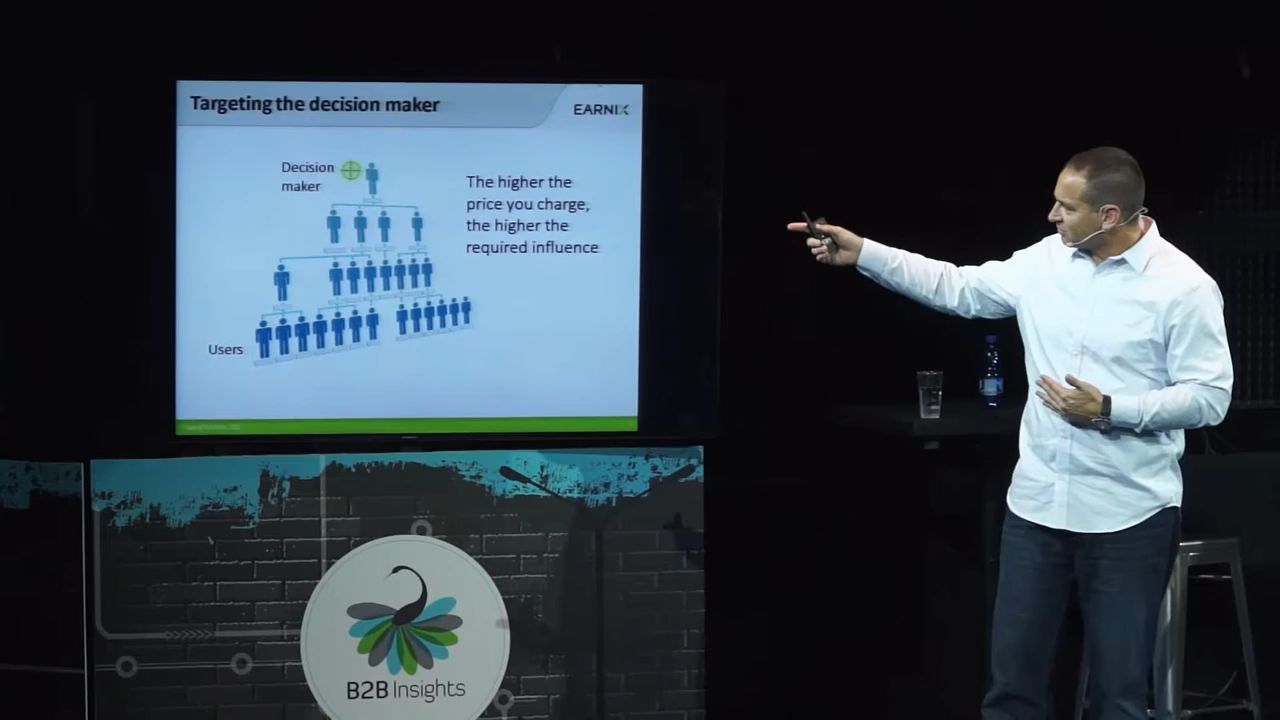 Targeting the decision maker
EARNIX
Decision
maker
The higher the
price you charge,
the higher the
required influence
Users
B2B Insights